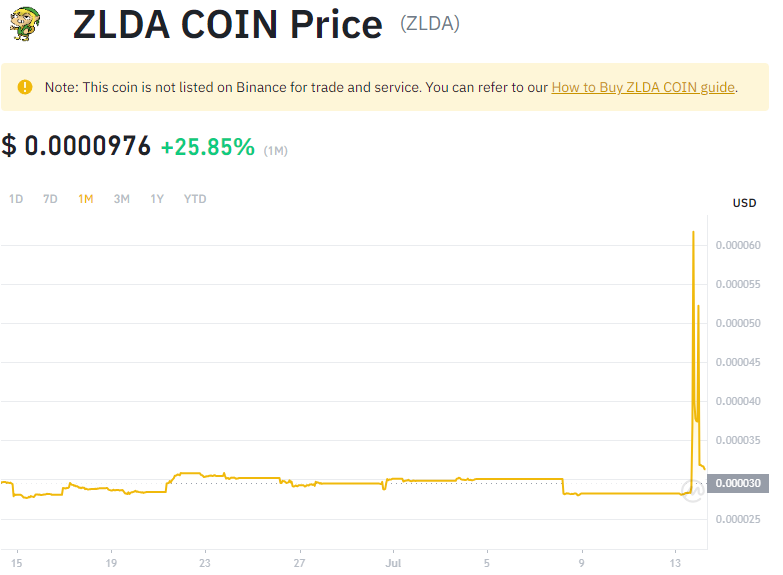 ZLDA COIN Price (ZLDA)
Note: This coin is not listed on Binance for trade and service. You can refer to our How to Buy ZLDA COIN guide.
$ 0.0000976 +25.85% (1M)
1D 7D 1M 3M 1Y YTD
USD
0.000060
0.000055
0.000050
0.000045
0.000040
0.000035
0.000030
0.000025
15 19 23 27 Jul 5 9 13